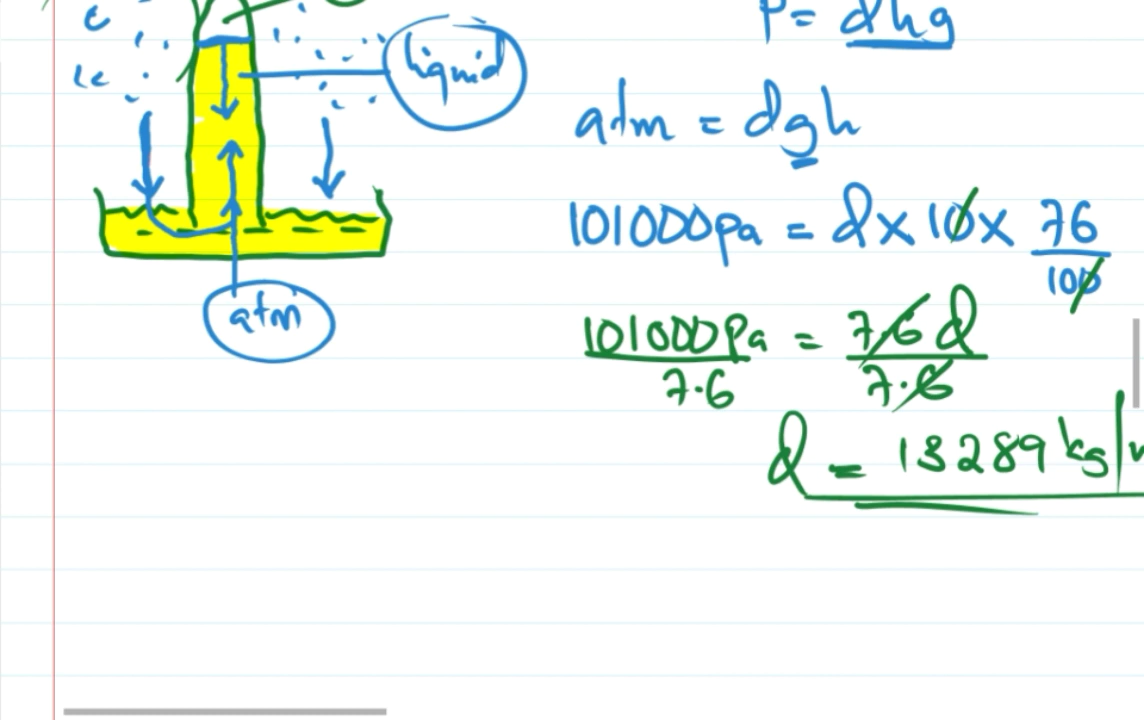 P = dhg
liquid
atm = dgh
101000pa = d x 10 x 76/100
atm
101000Pa/7.6 = 7.6d/7.6
d = 13289 kg/